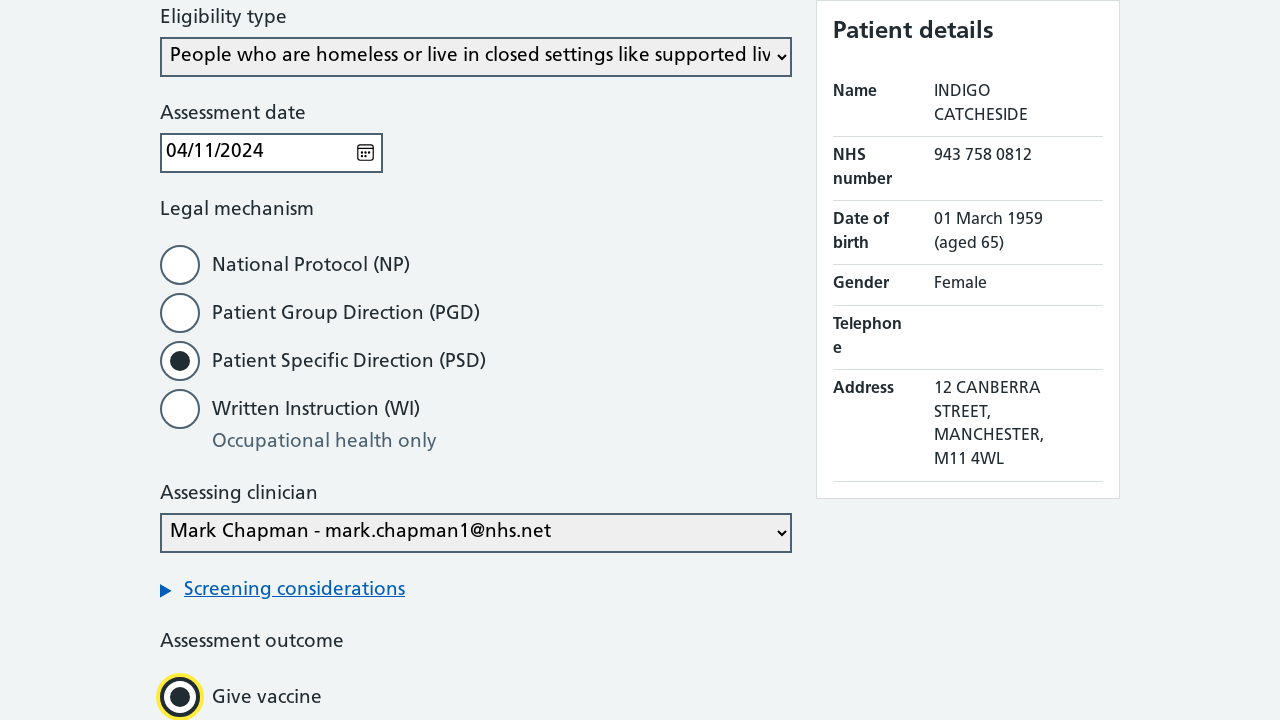 Eligibility type
People who are homeless or live in closed settings like supported liv
Assessment date
04/11/2024
Legal mechanism
National Protocol (NP)
Patient Group Direction (PGD)
Patient Specific Direction (PSD)
Written Instruction (WI)
Occupational health only
Assessing clinician
Mark Chapman - mark.chapman1@nhs.net
Screening considerations
Assessment outcome
Give vaccine
Patient details
Name INDIGO
CATCHESIDE
NHS 943 758 0812
number
Date of 01 March 1959
birth (aged 65)
Gender Female
Telephon
e
Address 12 CANBERRA
STREET,
MANCHESTER,
M11 4WL